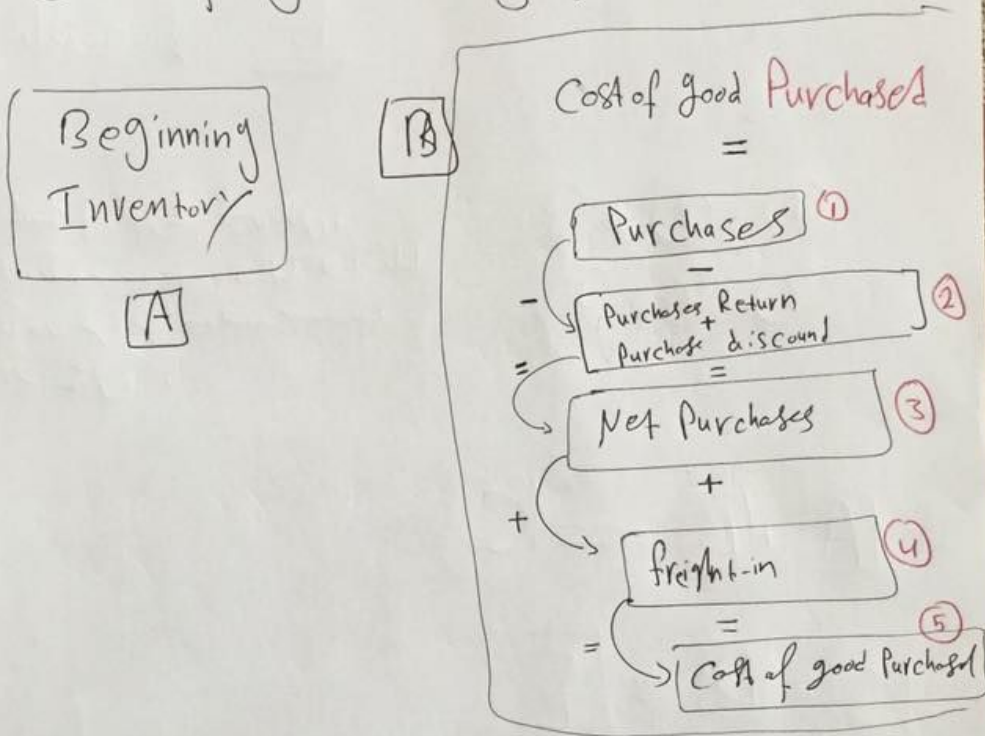 Beginning
Inventory
A
B
Cost of good Purchased
=
Purchases 1
-
-
Purchases Return 2
+
Purchase discound
=
=
Net Purchases 3
+
+
freight-in 4
=
=
5
Cost of good Purchased